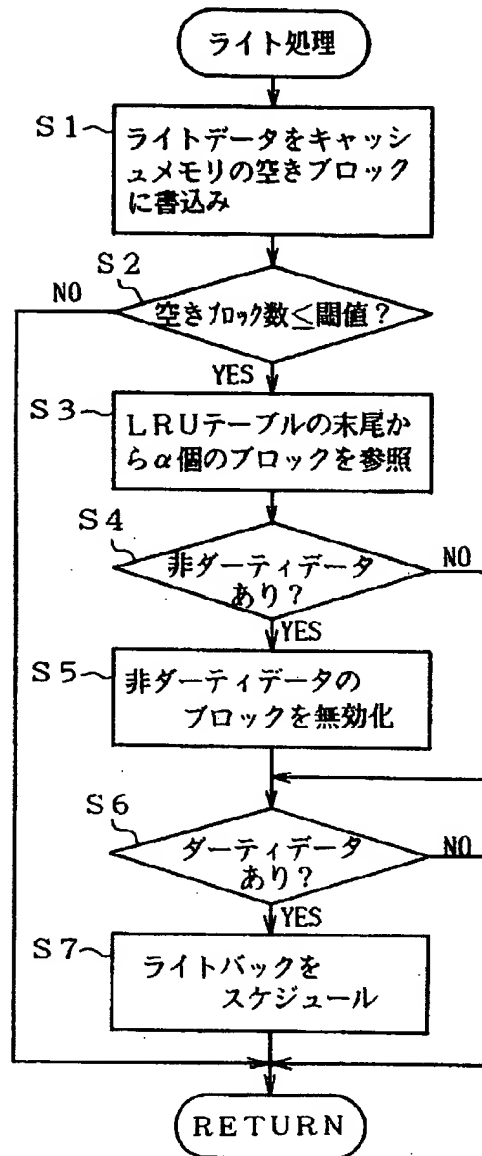 ライト処理
S1
ライトデータをキャッシ
ュメモリの空きブロック
に書込み
S2
NO
空きブロック数≦閾値?
YES
S3
LRUテーブルの末尾か
らα個のブロックを参照
S4
NO
非ダーティデータ
あり?
YES
S5
非ダーティデータの
ブロックを無効化
S6
ダーティデータ
あり?
NO
YES
S7
ライトバックを
スケジュール
RETURN